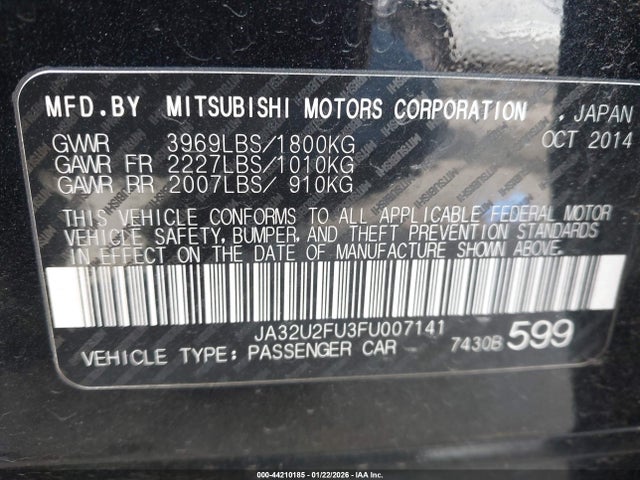 MFD.BY MITSUBISHI MOTORS CORPORATION , JAPAN
GVWR 3969LBS/1800KG OCT 2014
GAWR FR 2227LBS/1010KG
GAWR RR 2007LBS/ 910KG
THIS VEHICLE CONFORMS TO ALL APPLICABLE FEDERAL MOTOR
VEHICLE SAFETY, BUMPER, AND THEFT PREVENTION STANDARDS
IN EFFECT ON THE DATE OF MANUFACTURE SHOWN ABOVE.
JA32U2FU3FU007141
VEHICLE TYPE: PASSENGER CAR 7430B 599
000-44210185 - 01/22/2026 - IAA Inc.